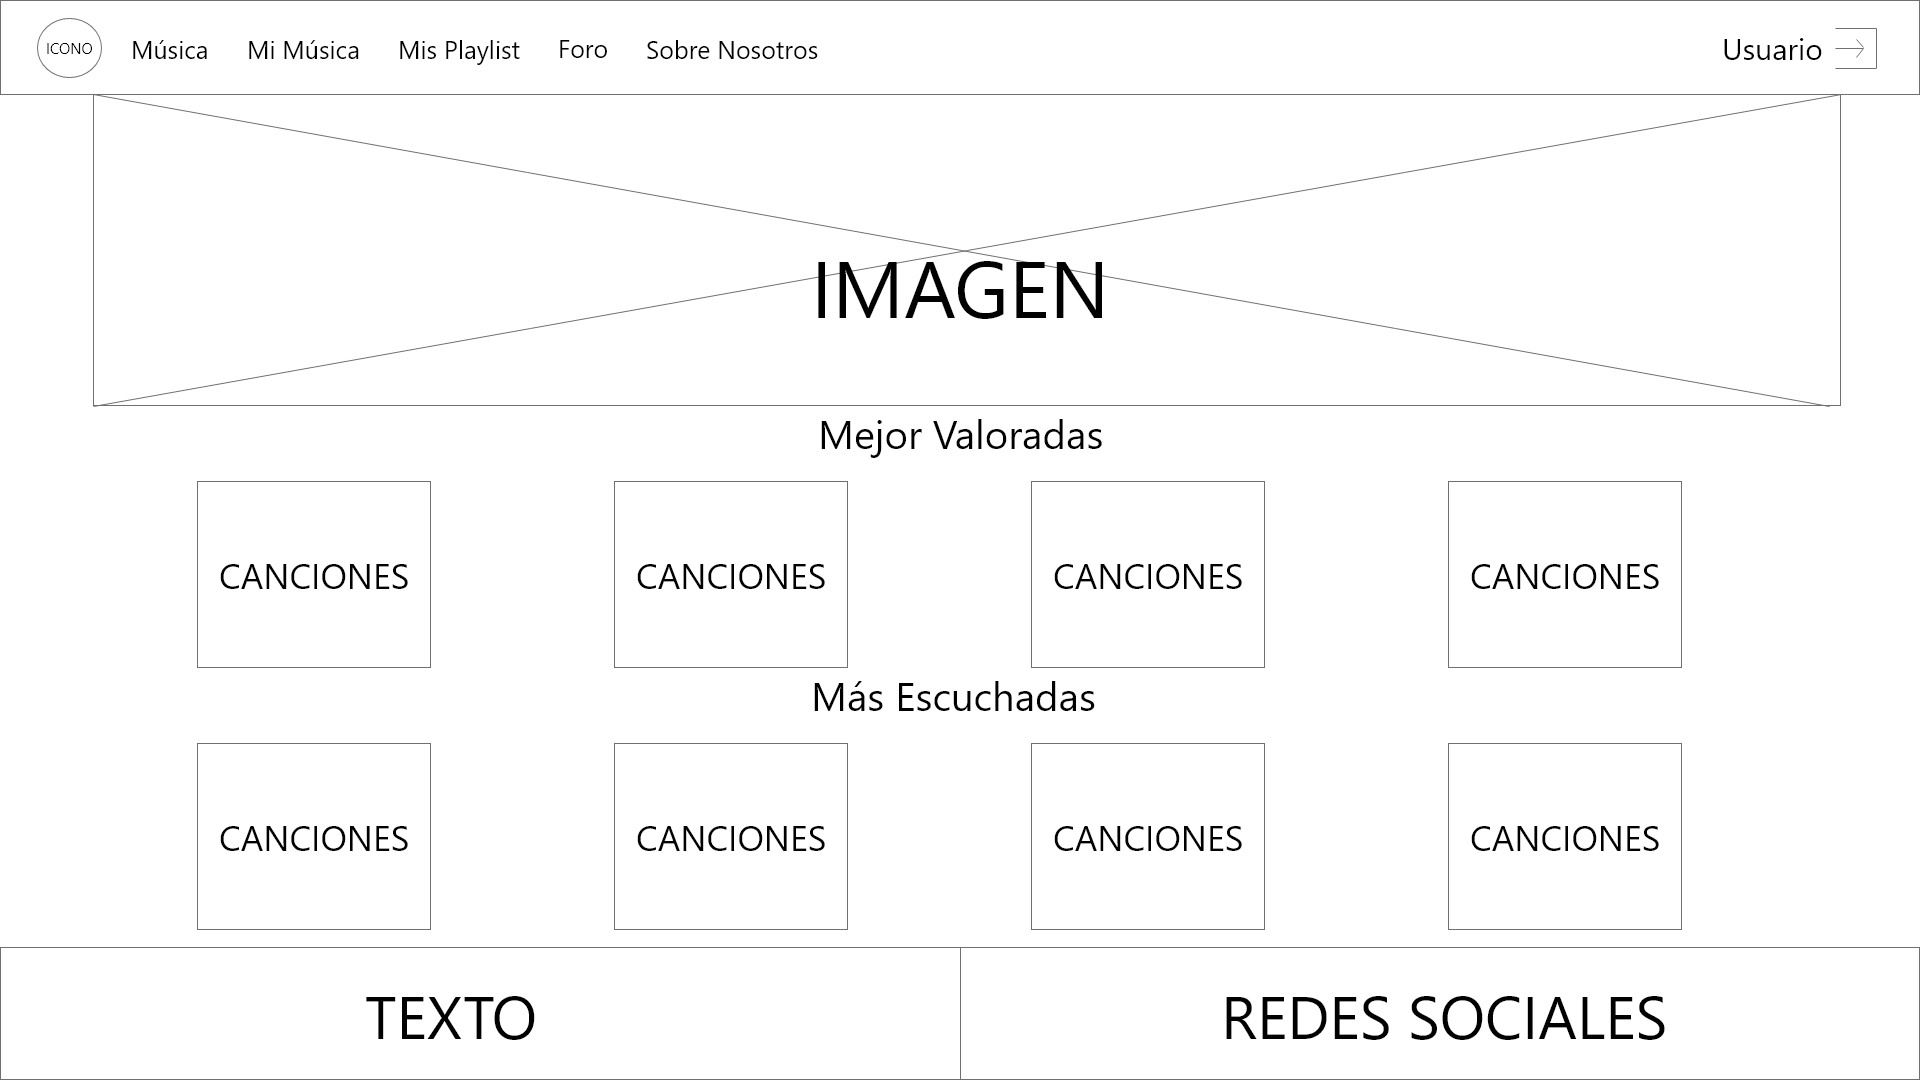 ICONO Música Mi Música Mis Playlist Foro Sobre Nosotros Usuario
IMAGEN
Mejor Valoradas
CANCIONES CANCIONES CANCIONES CANCIONES
Más Escuchadas
CANCIONES CANCIONES CANCIONES CANCIONES
TEXTO REDES SOCIALES